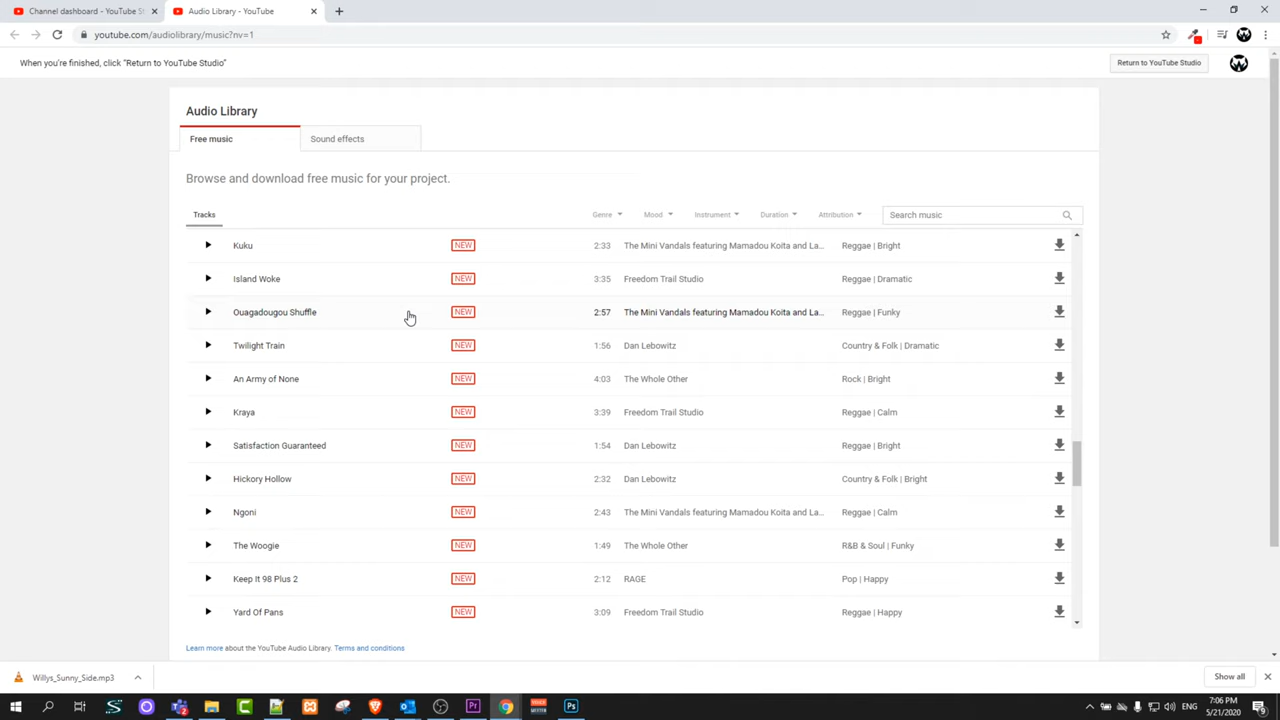 Channel dashboard - YouTube St
Audio Library - YouTube
youtube.com/audiolibrary/music?nv=1
When you're finished, click "Return to YouTube Studio"
Return to YouTube Studio
Audio Library
Free music
Sound effects
Browse and download free music for your project.
Tracks
Genre
Mood
Instrument
Duration
Attribution
Search music
Kuku NEW 2:33 The Mini Vandals featuring Mamadou Koita and La... Reggae | Bright
Island Woke NEW 3:35 Freedom Trail Studio Reggae | Dramatic
Ouagadougou Shuffle NEW 2:57 The Mini Vandals featuring Mamadou Koita and La... Reggae | Funky
Twilight Train NEW 1:56 Dan Lebowitz Country & Folk | Dramatic
An Army of None NEW 4:03 The Whole Other Rock | Bright
Kraya NEW 3:39 Freedom Trail Studio Reggae | Calm
Satisfaction Guaranteed NEW 1:54 Dan Lebowitz Reggae | Bright
Hickory Hollow NEW 2:32 Dan Lebowitz Country & Folk | Bright
Ngoni NEW 2:43 The Mini Vandals featuring Mamadou Koita and La... Reggae | Calm
The Woogie NEW 1:49 The Whole Other R&B & Soul | Funky
Keep It 98 Plus 2 NEW 2:12 RAGE Pop | Happy
Yard Of Pans NEW 3:09 Freedom Trail Studio Reggae | Happy
Learn more about the YouTube Audio Library. Terms and conditions
Willys_Sunny_Side.mp3
Show all
Pr
Ps
ENG
7:06 PM
5/21/2020